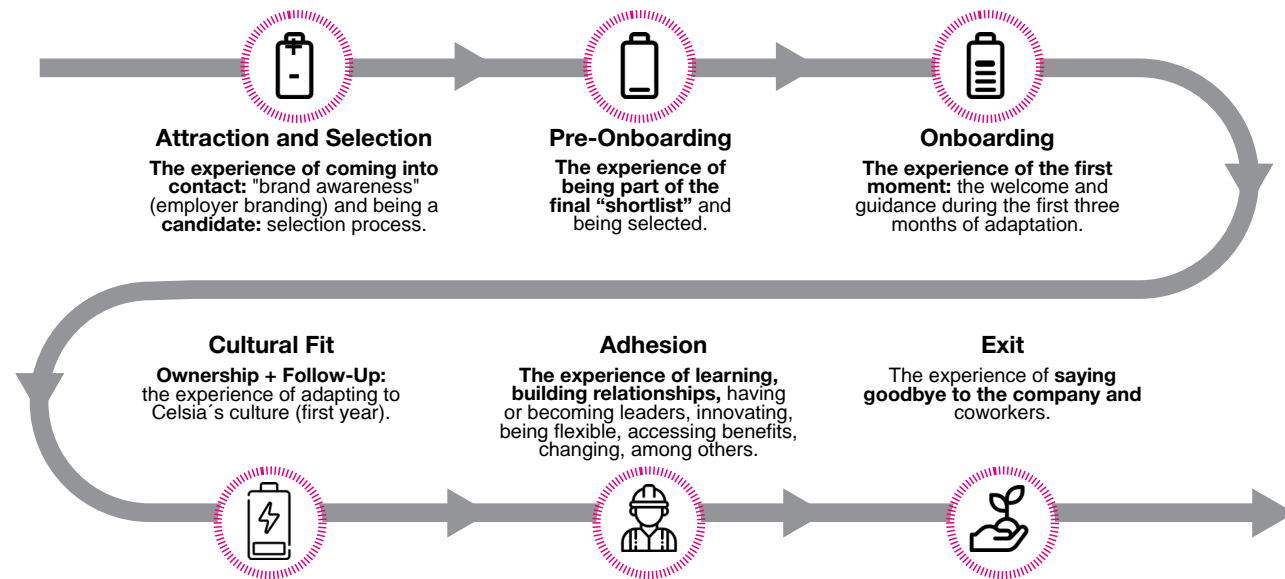 Attraction and Selection
The experience of coming into
contact: "brand awareness"
(employer branding) and being a
candidate: selection process.
Pre-Onboarding
The experience of
being part of the
final “shortlist” and
being selected.
Onboarding
The experience of the first
moment: the welcome and
guidance during the first three
months of adaptation.
Cultural Fit
Ownership + Follow-Up:
the experience of adapting to
Celsia´s culture (first year).
Adhesion
The experience of learning,
building relationships, having
or becoming leaders, innovating,
being flexible, accessing benefits,
changing, among others.
Exit
The experience of saying
goodbye to the company and
coworkers.